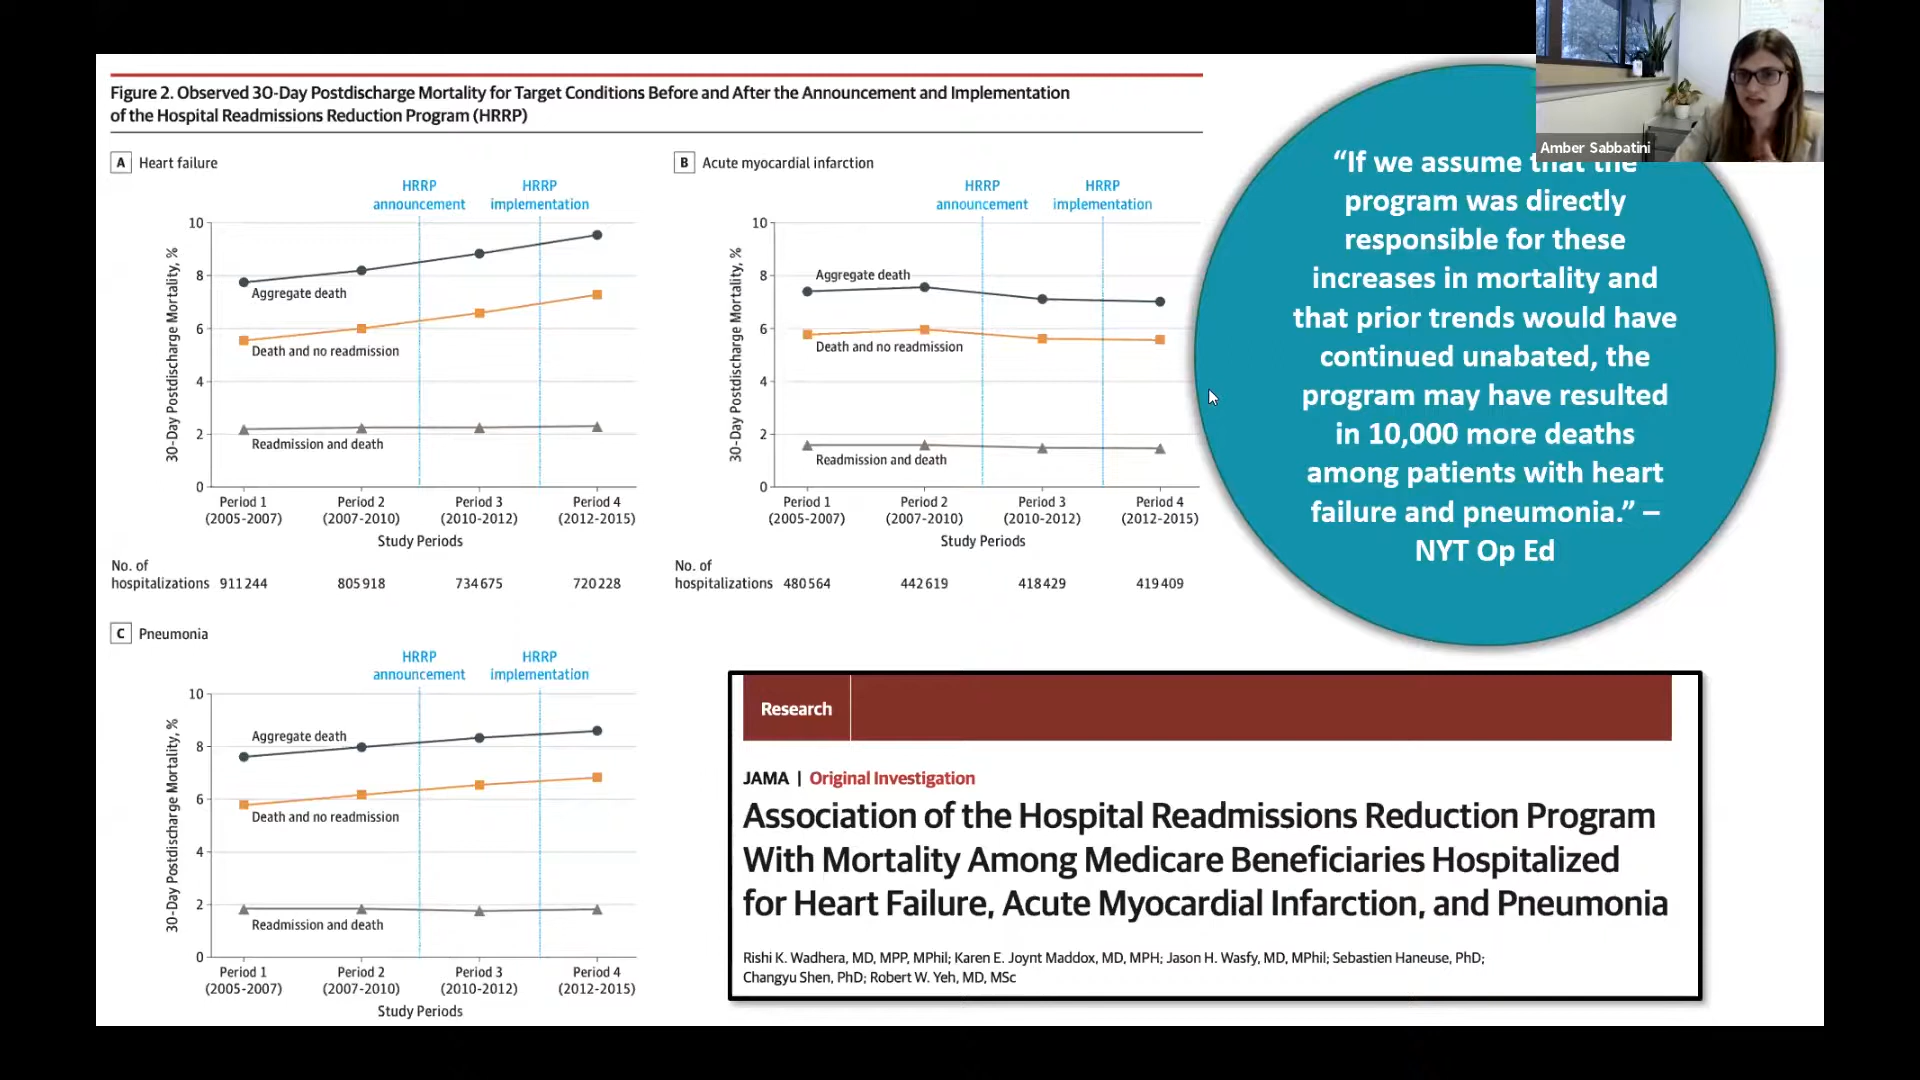 Figure 2. Observed 30-Day Postdischarge Mortality for Target Conditions Before and After the Announcement and Implementation
of the Hospital Readmissions Reduction Program (HRRP)
A Heart failure
HRRP announcement
HRRP implementation
30-Day Postdischarge Mortality, %
10
8
6
4
2
0
Aggregate death
Death and no readmission
Readmission and death
Period 1 (2005-2007)
Period 2 (2007-2010)
Period 3 (2010-2012)
Period 4 (2012-2015)
Study Periods
No. of
hospitalizations 911244 805918 734675 720228
B Acute myocardial infarction
HRRP announcement
HRRP implementation
30-Day Postdischarge Mortality, %
10
8
6
4
2
0
Aggregate death
Death and no readmission
Readmission and death
Period 1 (2005-2007)
Period 2 (2007-2010)
Period 3 (2010-2012)
Period 4 (2012-2015)
Study Periods
No. of
hospitalizations 480564 442619 418429 419409
C Pneumonia
HRRP announcement
HRRP implementation
30-Day Postdischarge Mortality, %
10
8
6
4
2
0
Aggregate death
Death and no readmission
Readmission and death
Period 1 (2005-2007)
Period 2 (2007-2010)
Period 3 (2010-2012)
Period 4 (2012-2015)
Study Periods
Amber Sabbatini
“If we assume that the
program was directly
responsible for these
increases in mortality and
that prior trends would have
continued unabated, the
program may have resulted
in 10,000 more deaths
among patients with heart
failure and pneumonia.” –
NYT Op Ed
Research
JAMA | Original Investigation
Association of the Hospital Readmissions Reduction Program
With Mortality Among Medicare Beneficiaries Hospitalized
for Heart Failure, Acute Myocardial Infarction, and Pneumonia
Rishi K. Wadhera, MD, MPP, MPhil; Karen E. Joynt Maddox, MD, MPH; Jason H. Wasfy, MD, MPhil; Sebastien Haneuse, PhD;
Changyu Shen, PhD; Robert W. Yeh, MD, MSc